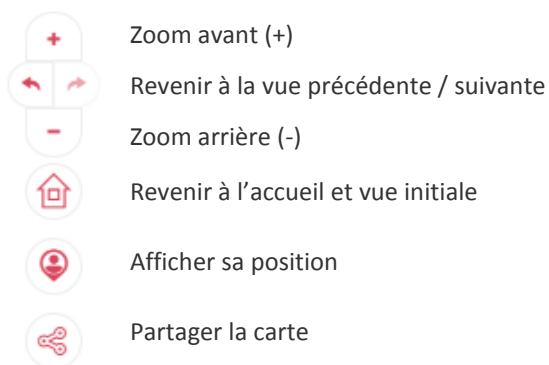 Zoom avant (+)
Revenir à la vue précédente / suivante
Zoom arrière (-)
Revenir à l’accueil et vue initiale
Afficher sa position
Partager la carte